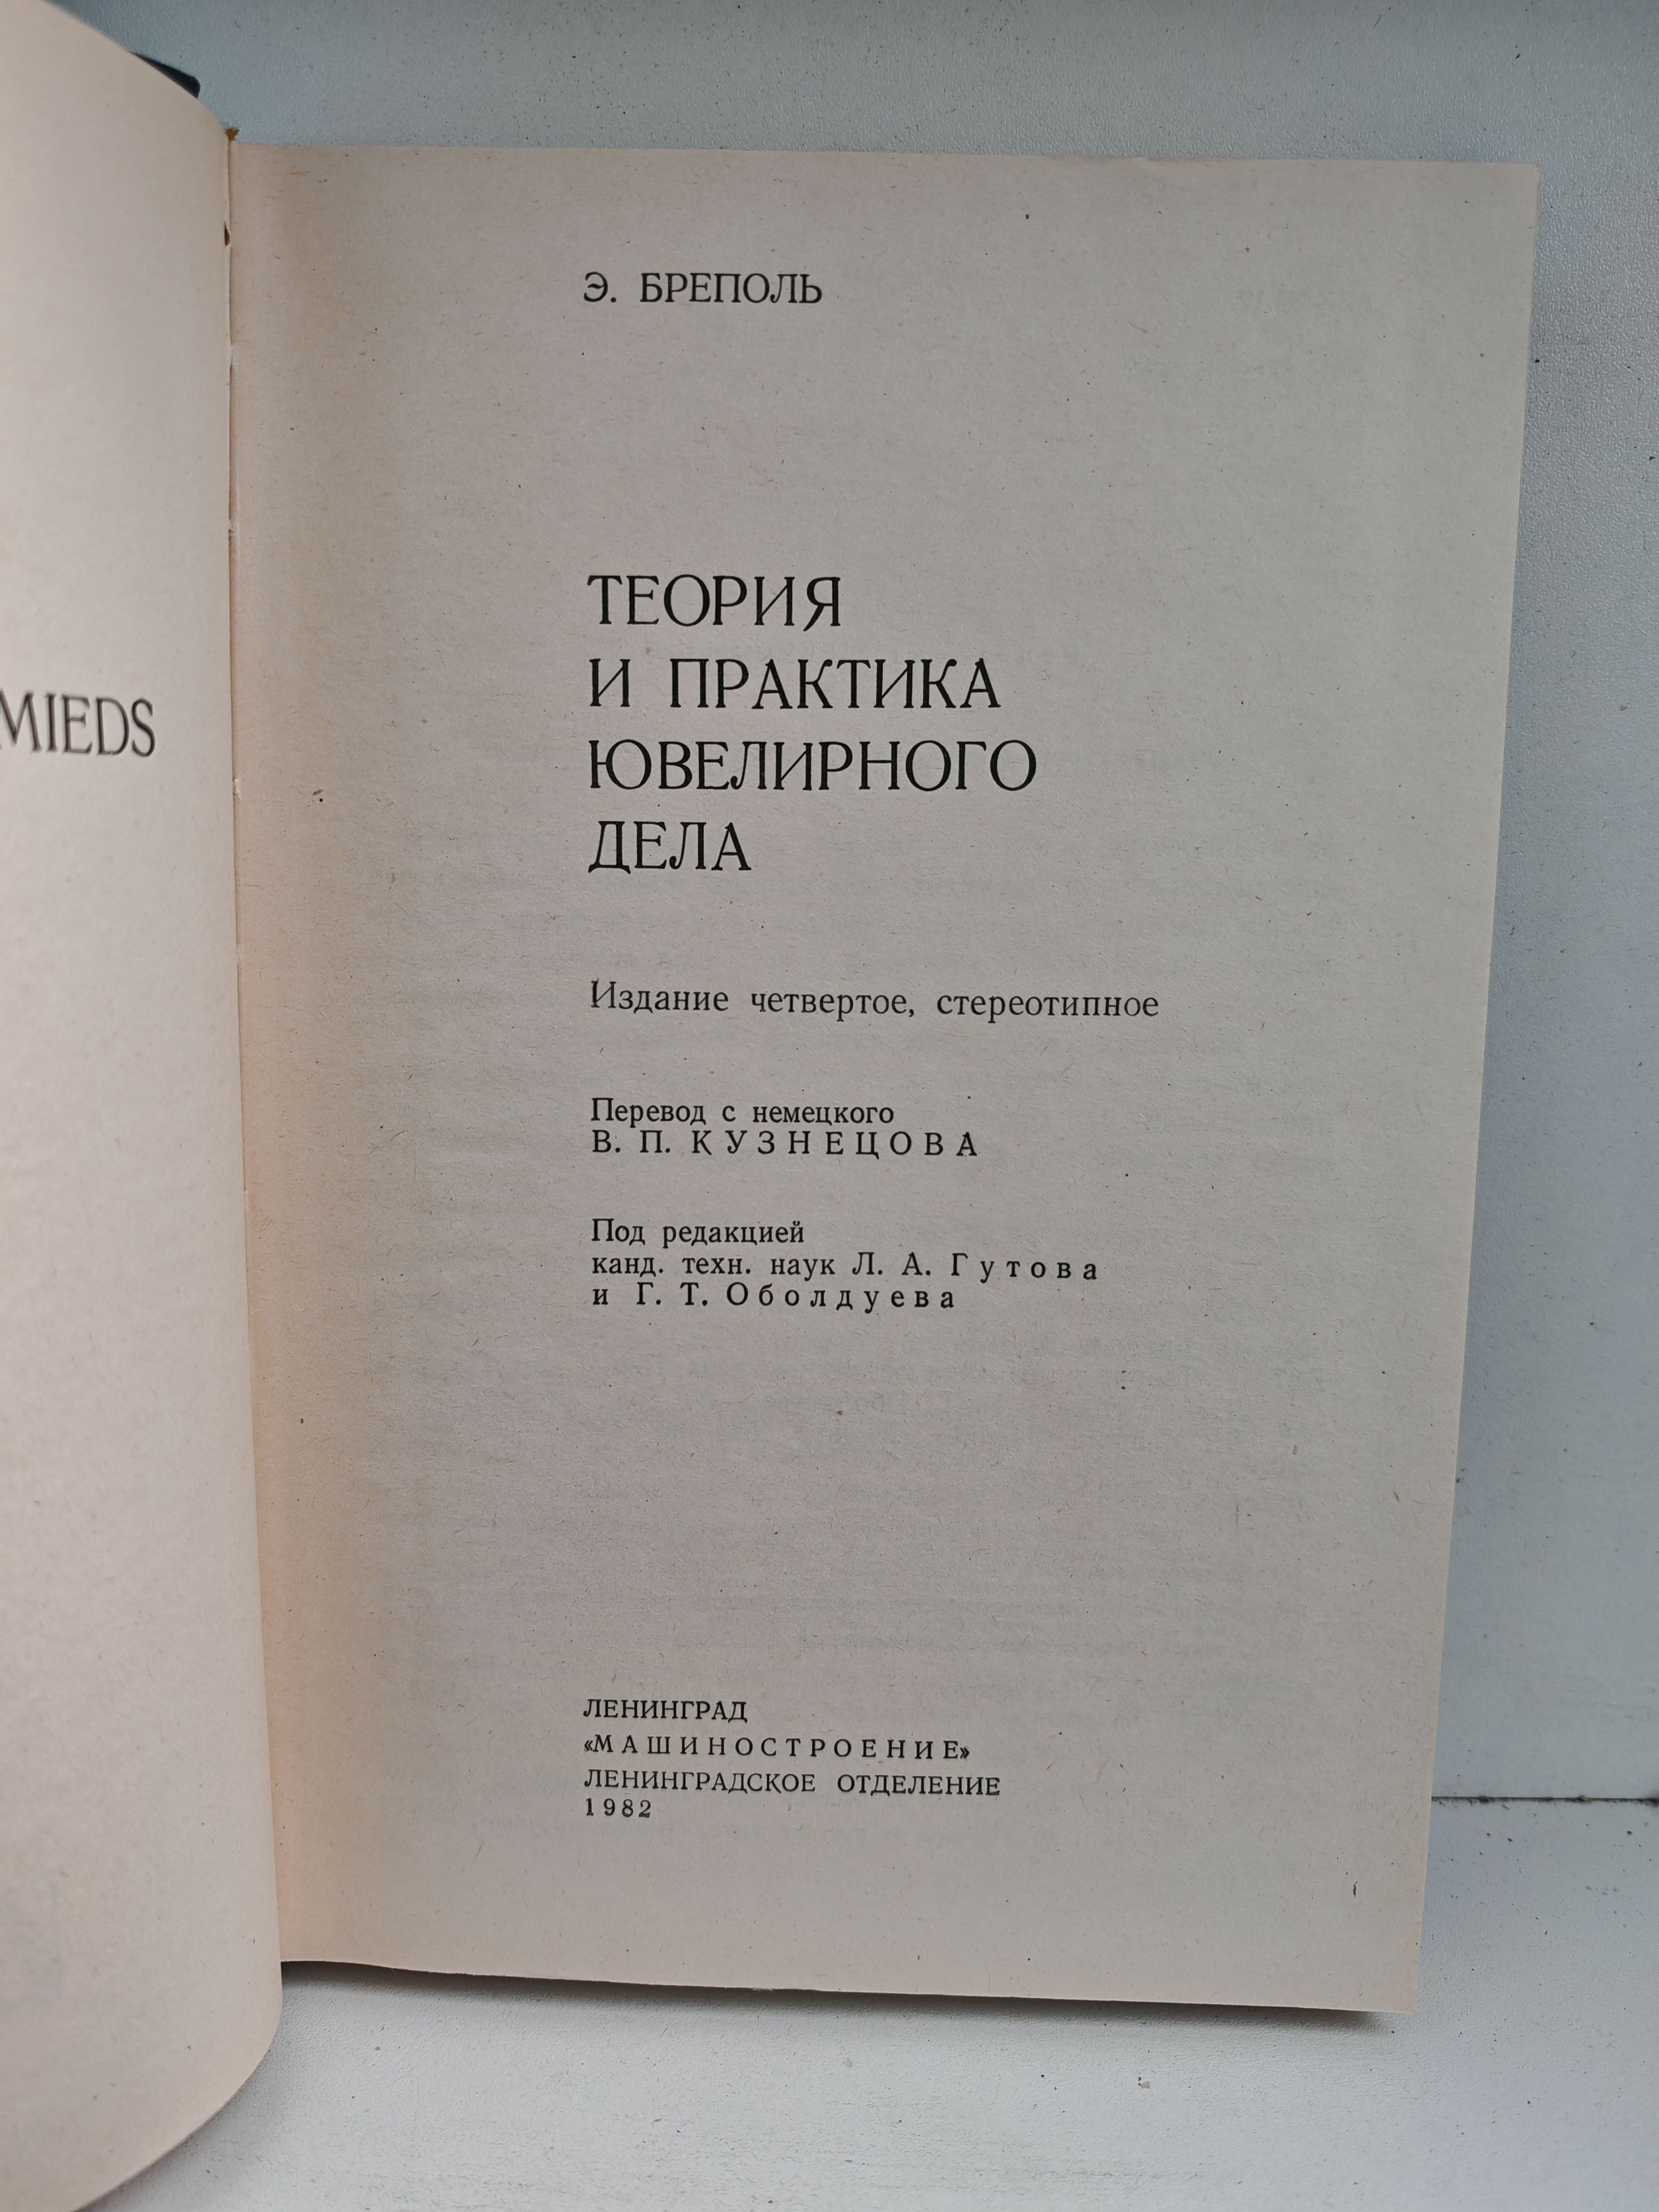 MIEDS
Э. БРЕПОЛЬ
ТЕОРИЯ
И ПРАКТИКА
ЮВЕЛИРНОГО
ДЕЛА
Издание четвертое, стереотипное
Перевод с немецкого
В. П. КУЗНЕЦОВА
Под редакцией
канд. техн. наук Л. А. Гутова
и Г. Т. Оболдуева
ЛЕНИНГРАД
«МАШИНОСТРОЕНИЕ»
ЛЕНИНГРАДСКОЕ ОТДЕЛЕНИЕ
1982